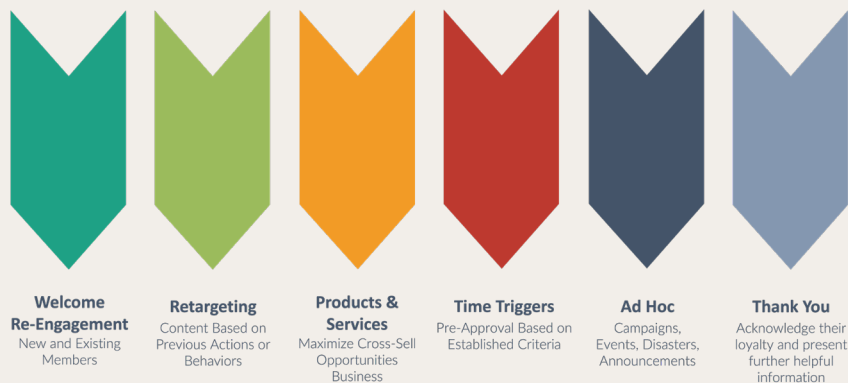 Welcome
Re-Engagement
New and Existing
Members
Retargeting
Content Based on
Previous Actions or
Behaviors
Products &
Services
Maximize Cross-Sell
Opportunities
Business
Time Triggers
Pre-Approval Based on
Established Criteria
Ad Hoc
Campaigns,
Events, Disasters,
Announcements
Thank You
Acknowledge their
loyalty and present
further helpful
information